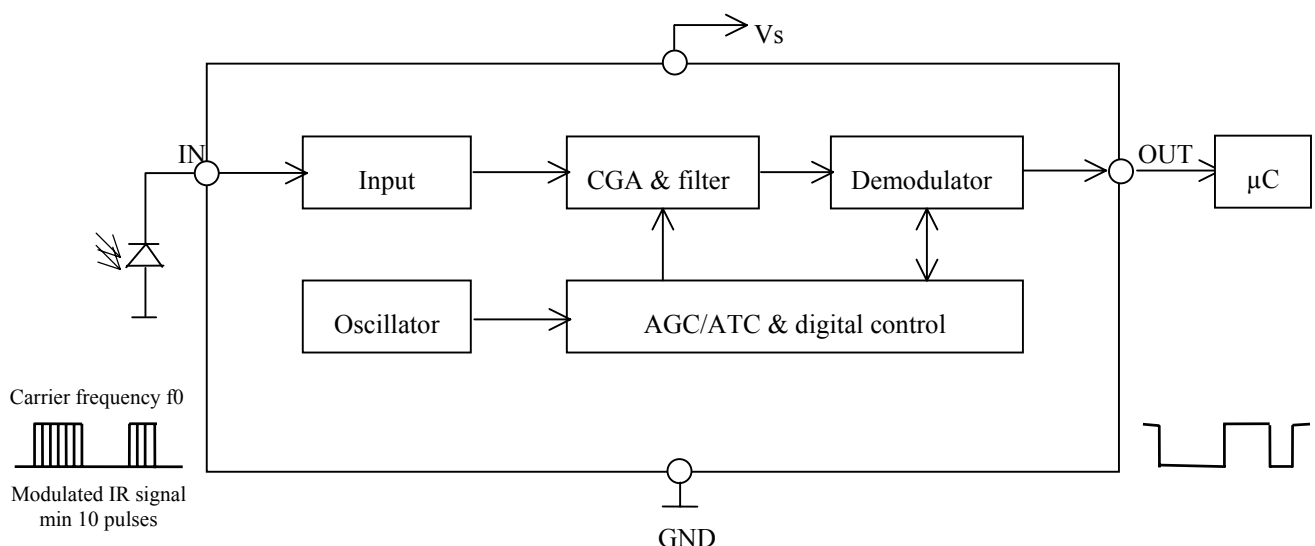 Vs
IN
OUT
Input
CGA & filter
Demodulator
µC
Oscillator
AGC/ATC & digital control
Carrier frequency f0
Modulated IR signal
min 10 pulses
GND